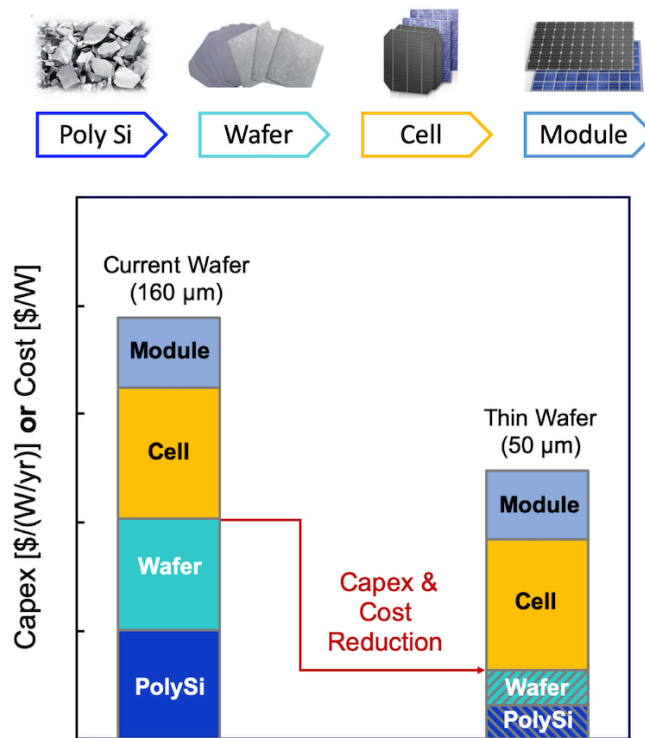 Poly Si
Wafer
Cell
Module
Capex [$/(W/yr)] or Cost [$/W]
Current Wafer
(160 µm)
Module
Cell
Wafer
PolySi
Capex &
Cost
Reduction
Thin Wafer
(50 µm)
Module
Cell
Wafer
PolySi